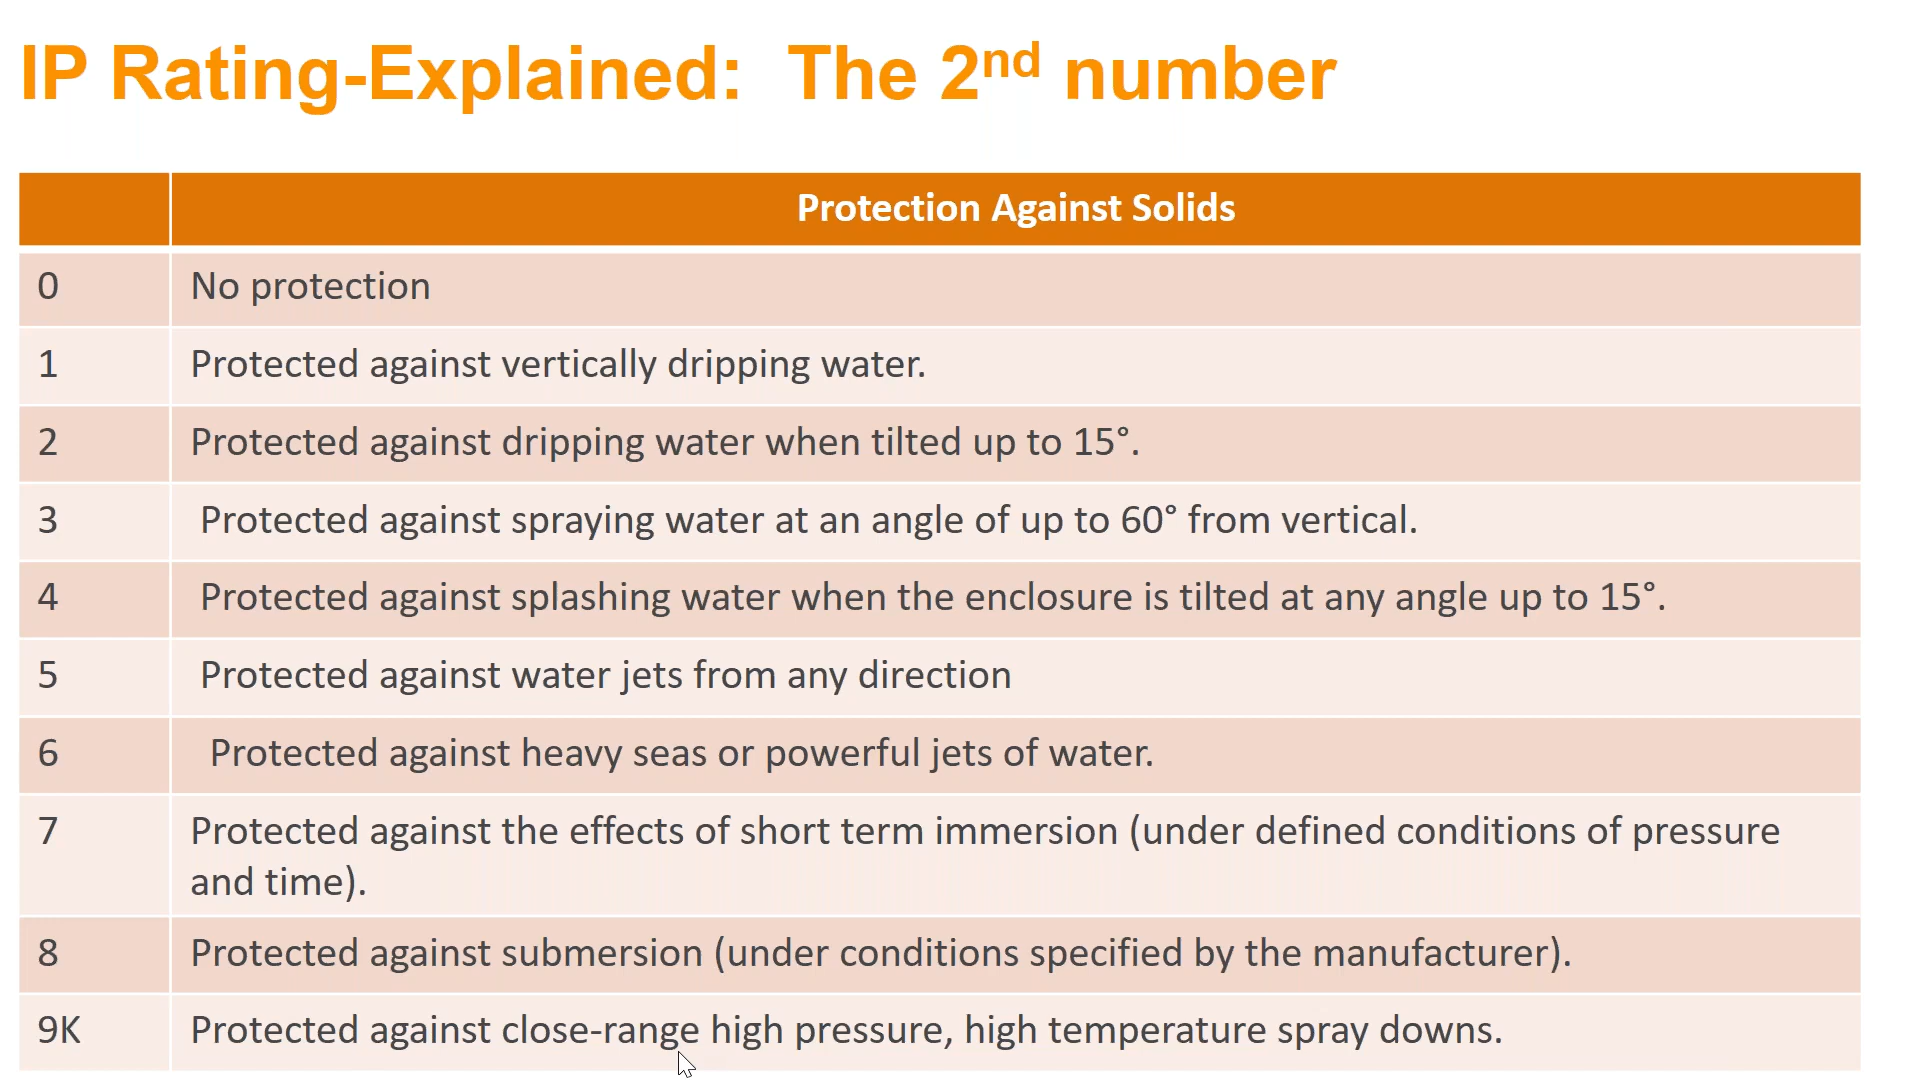 IP Rating-Explained: The 2nd number
Protection Against Solids
0 No protection
1 Protected against vertically dripping water.
2 Protected against dripping water when tilted up to 15°.
3 Protected against spraying water at an angle of up to 60° from vertical.
4 Protected against splashing water when the enclosure is tilted at any angle up to 15°.
5 Protected against water jets from any direction
6 Protected against heavy seas or powerful jets of water.
7 Protected against the effects of short term immersion (under defined conditions of pressure
and time).
8 Protected against submersion (under conditions specified by the manufacturer).
9K Protected against close-range high pressure, high temperature spray downs.